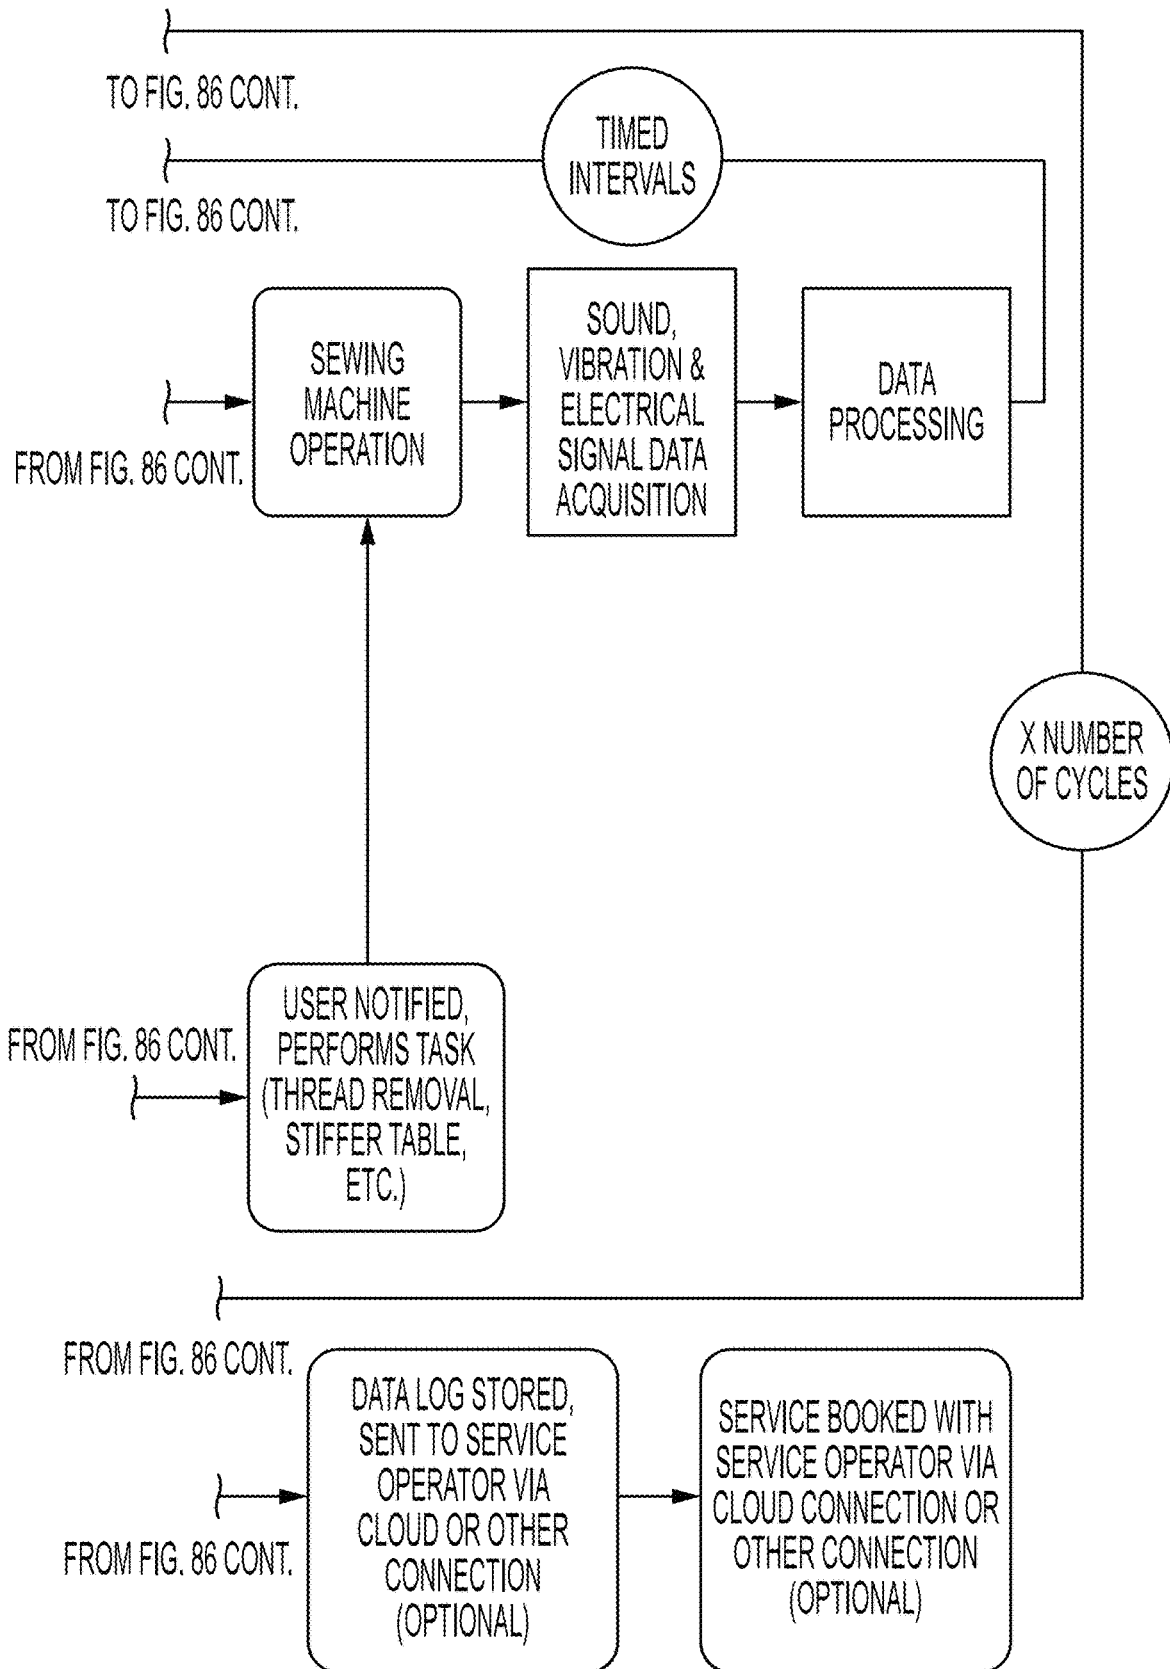 TO FIG. 86 CONT.
TIMED
INTERVALS
TO FIG. 86 CONT.
SEWING
MACHINE
OPERATION
SOUND,
VIBRATION &
ELECTRICAL
SIGNAL DATA
ACQUISITION
DATA
PROCESSING
FROM FIG. 86 CONT.
X NUMBER
OF CYCLES
FROM FIG. 86 CONT.
USER NOTIFIED,
PERFORMS TASK
(THREAD REMOVAL,
STIFFER TABLE,
ETC.)
FROM FIG. 86 CONT.
DATA LOG STORED,
SENT TO SERVICE
OPERATOR VIA
CLOUD OR OTHER
CONNECTION
(OPTIONAL)
SERVICE BOOKED WITH
SERVICE OPERATOR VIA
CLOUD CONNECTION OR
OTHER CONNECTION
(OPTIONAL)
FROM FIG. 86 CONT.